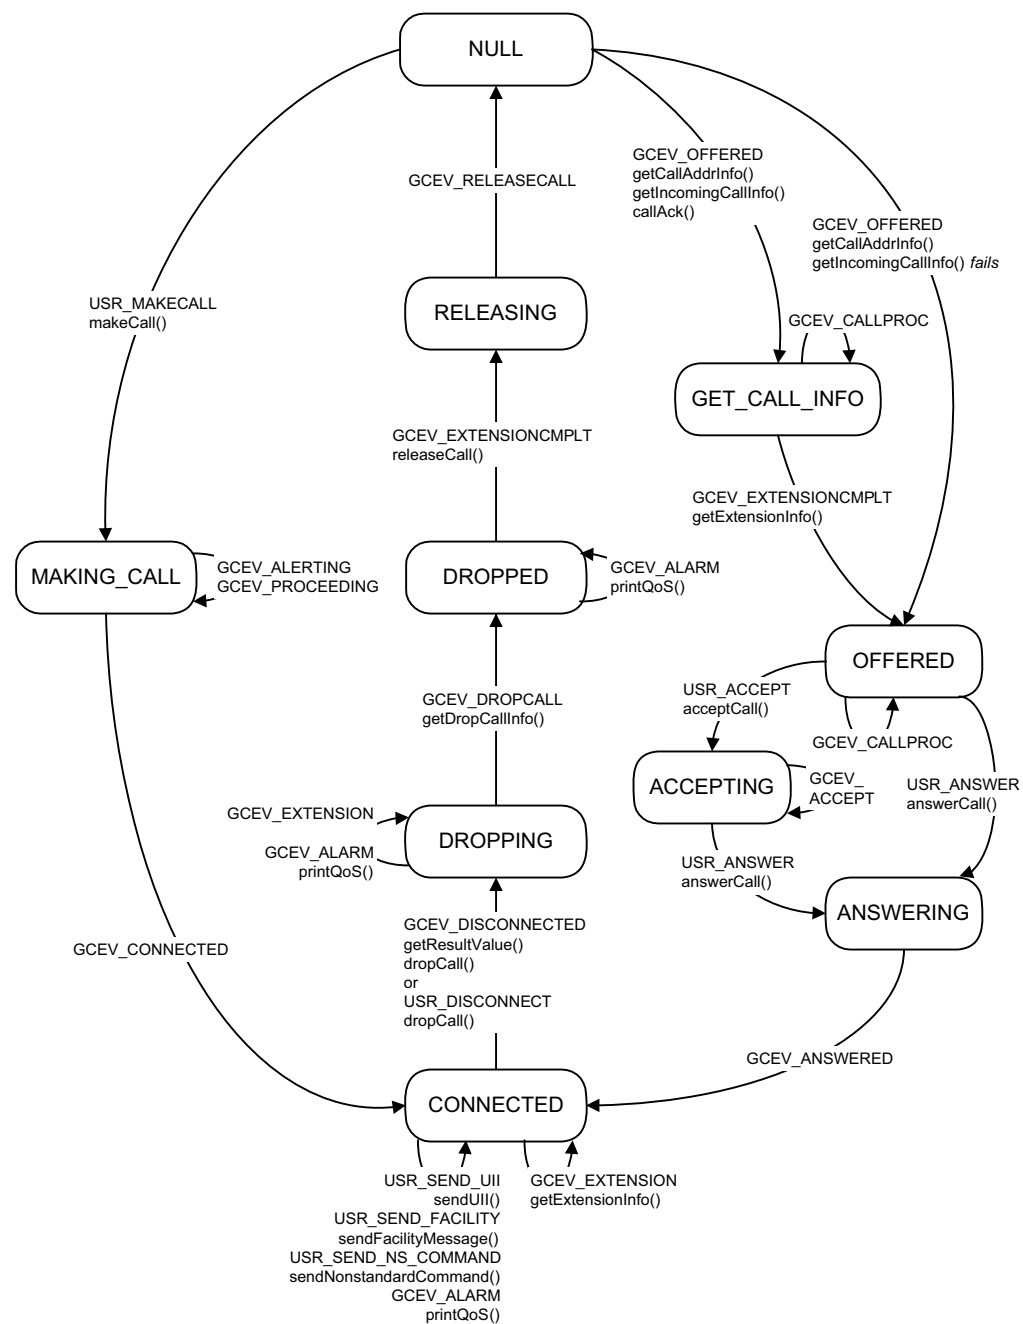 NULL
GCEV_OFFERED
getCallAddrInfo()
getIncomingCallInfo()
callAck()
GCEV_RELEASECALL
GCEV_OFFERED
getCallAddrInfo()
getIncomingCallInfo() fails
USR_MAKECALL
makeCall()
RELEASING
GCEV_CALLPROC
GET_CALL_INFO
GCEV_EXTENSIONCMPLT
releaseCall()
GCEV_EXTENSIONCMPLT
getExtensionInfo()
MAKING_CALL
GCEV_ALERTING
GCEV_PROCEEDING
DROPPED
GCEV_ALARM
printQoS()
OFFERED
GCEV_DROPCALL
getDropCallInfo()
USR_ACCEPT
acceptCall()
GCEV_CALLPROC
ACCEPTING
GCEV_
ACCEPT
USR_ANSWER
answerCall()
GCEV_EXTENSION
DROPPING
GCEV_ALARM
printQoS()
USR_ANSWER
answerCall()
ANSWERING
GCEV_CONNECTED
GCEV_DISCONNECTED
getResultValue()
dropCall()
or
USR_DISCONNECT
dropCall()
GCEV_ANSWERED
CONNECTED
USR_SEND_UII
sendUII()
USR_SEND_FACILITY
sendFacilityMessage()
USR_SEND_NS_COMMAND
sendNonstandardCommand()
GCEV_ALARM
printQoS()
GCEV_EXTENSION
getExtensionInfo()